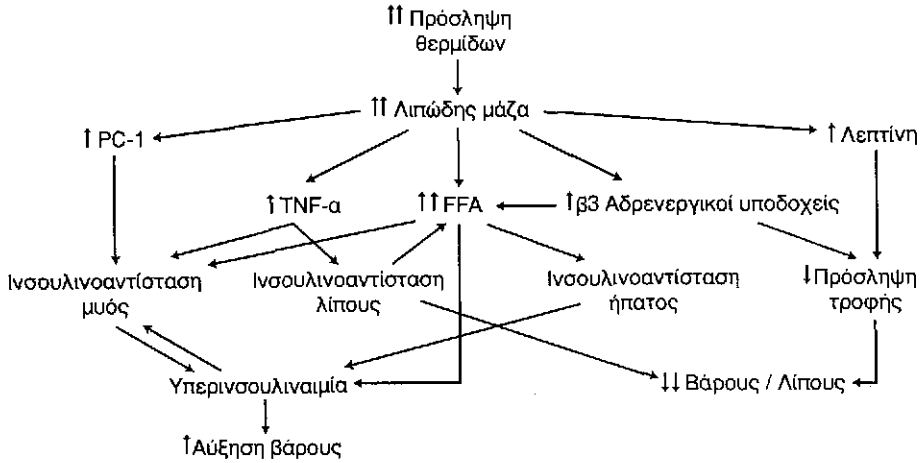 ↑↑ Πρόσληψη
θερμίδων
↑↑ Λιπώδης μάζα
↑ PC-1
↑ Λεπτίνη
↑TNF-α
↑↑ FFA
↑β3 Αδρενεργικοί υποδοχείς
Ινσουλινοαντίσταση
μυός
Ινσουλινοαντίσταση
λίπους
Ινσουλινοαντίσταση
ήπατος
↓Πρόσληψη
τροφής
Υπερινσουλιναιμία
↓↓ Βάρους / Λίπους
↑Αύξηση βάρους